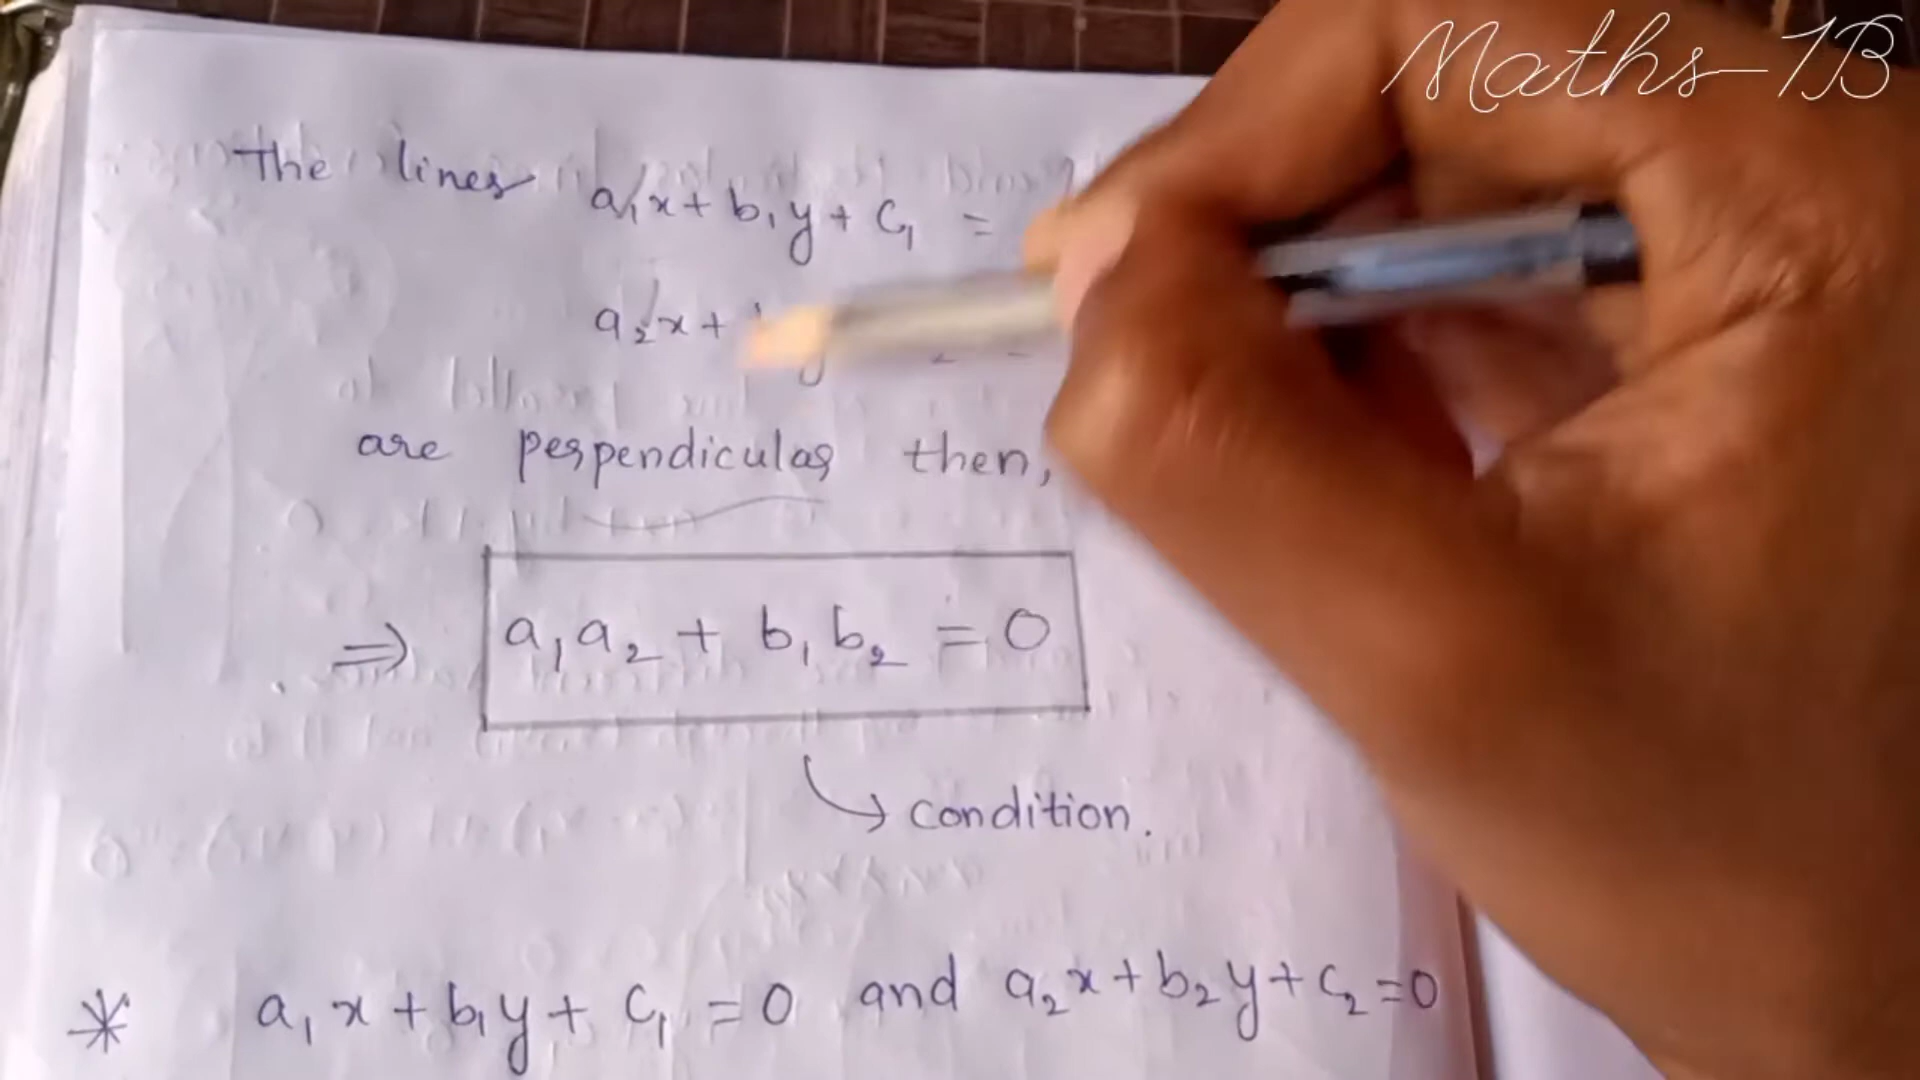 Maths-1B
The lines a₁x + b₁y + c₁ =
a₂x +
are perpendicular then,
⇒ a₁a₂ + b₁b₂ = 0
↳ condition.
* a₁x + b₁y + c₁ = 0 and a₂x + b₂y + c₂ = 0